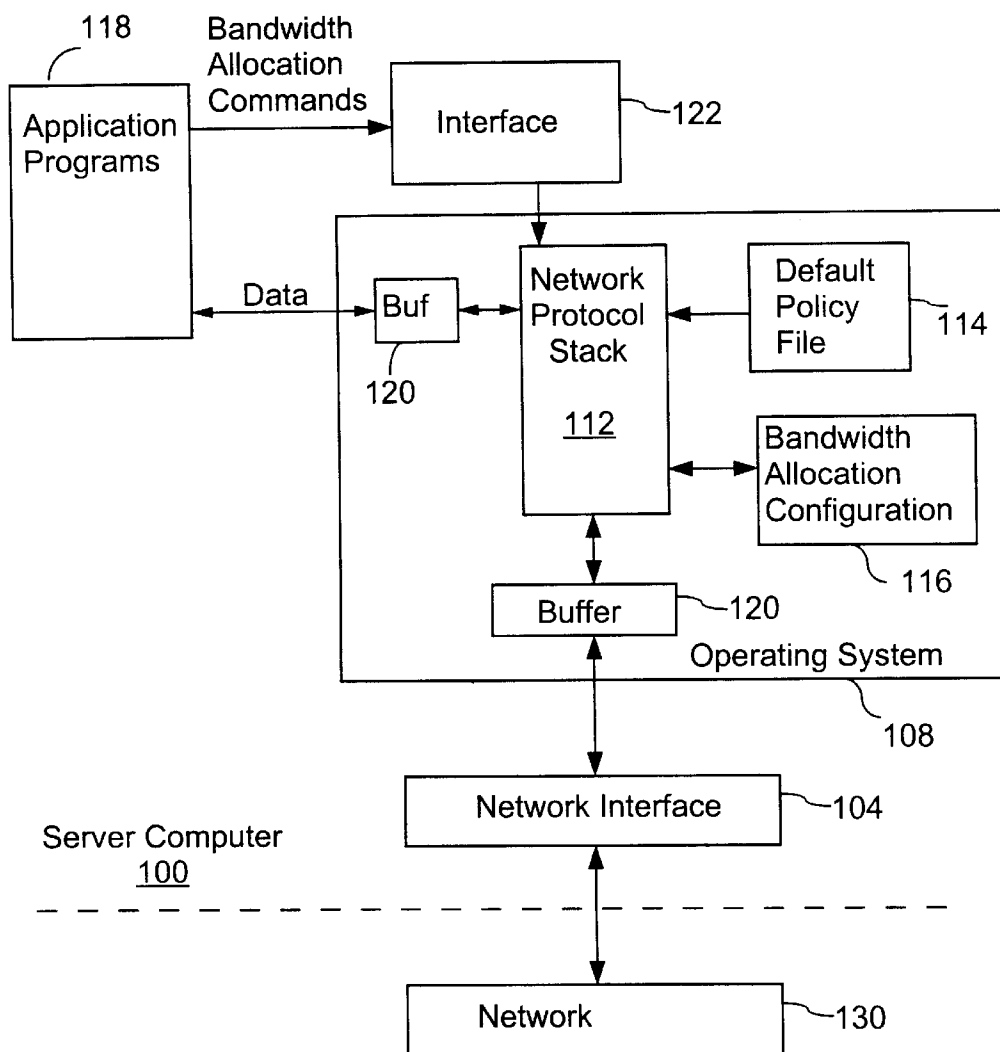 118
Bandwidth
Allocation
Commands
Application
Programs
Interface
122
Data
Buf
120
Network
Protocol
Stack
112
Default
Policy
File
114
Bandwidth
Allocation
Configuration
116
Buffer
120
Operating System
108
Network Interface
104
Server Computer
100
Network
130